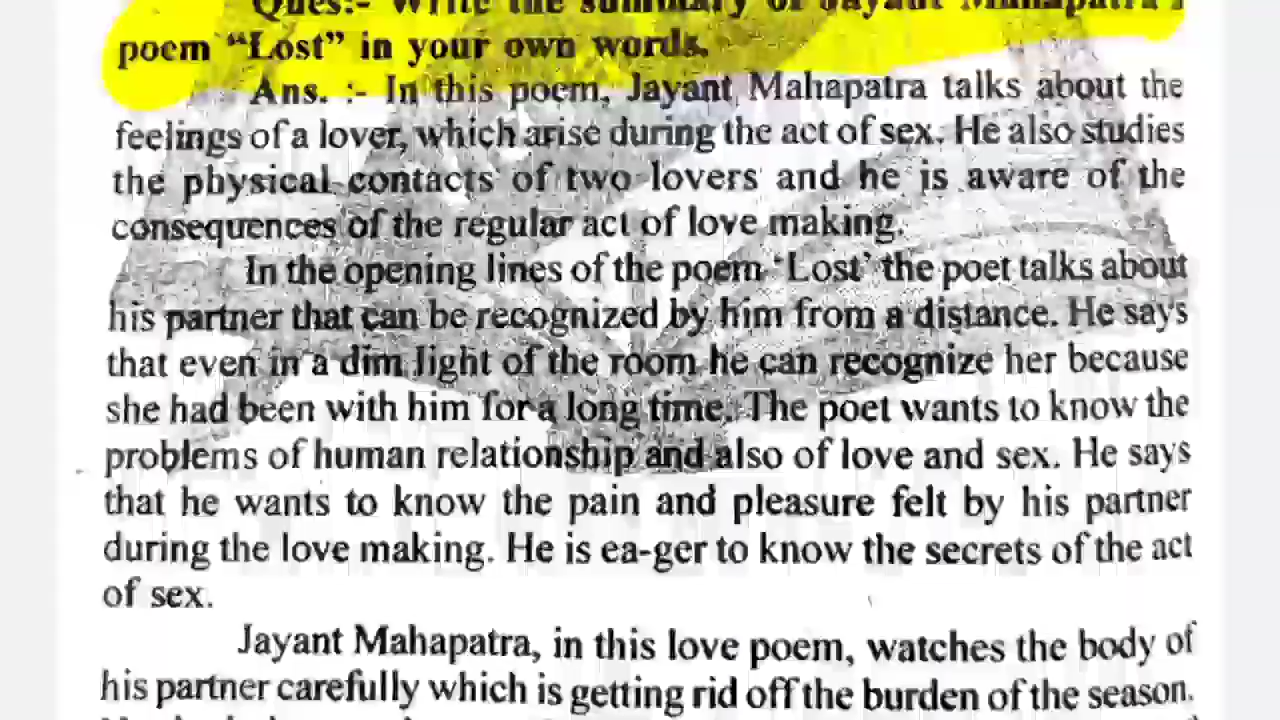 Ques:- Write the summary of Jayant Mahapatra's
poem “Lost” in your own words.
Ans. :- In this poem, Jayant Mahapatra talks about the
feelings of a lover, which arise during the act of sex. He also studies
the physical contacts of two lovers and he is aware of the
consequences of the regular act of love making.
In the opening lines of the poem ‘Lost’ the poet talks about
his partner that can be recognized by him from a distance. He says
that even in a dim light of the room he can recognize her because
she had been with him for a long time. The poet wants to know the
problems of human relationship and also of love and sex. He says
that he wants to know the pain and pleasure felt by his partner
during the love making. He is ea-ger to know the secrets of the act
of sex.
Jayant Mahapatra, in this love poem, watches the body of
his partner carefully which is getting rid off the burden of the season.